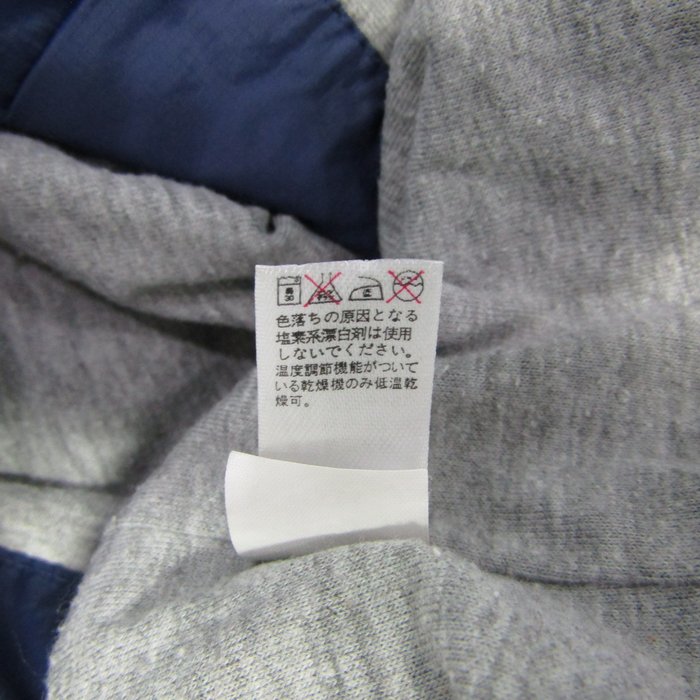 弱
30
色落ちの原因となる
塩素系漂白剤は使用
しないでください。
温度調節機能がついて
いる乾燥機のみ低温乾
燥可。